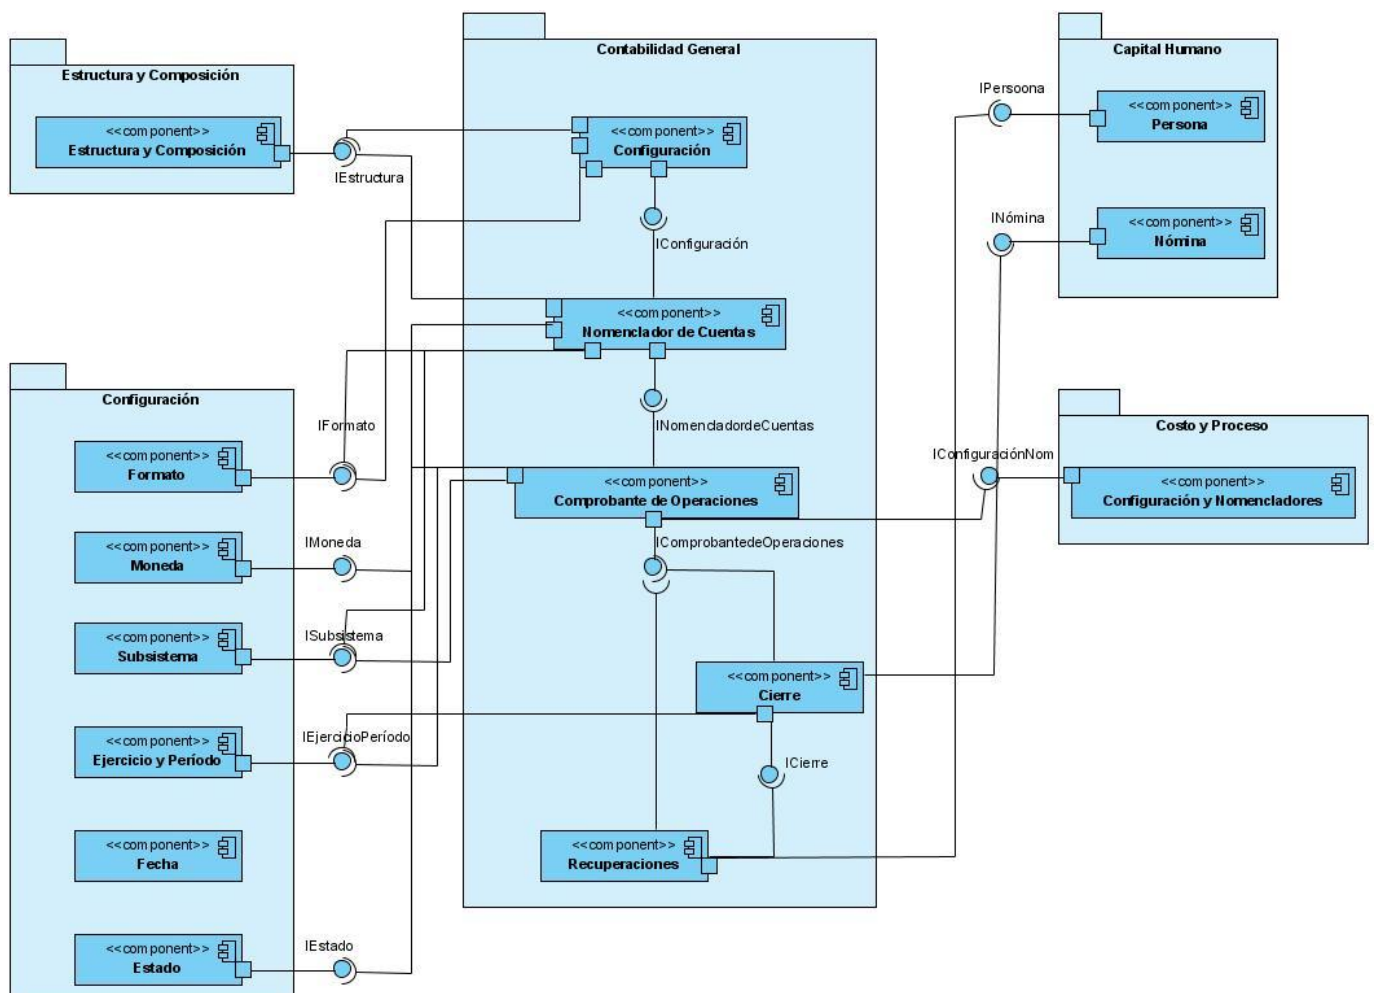 Estructura y Composición
<<component>>
Estructura y Composición
IEstructura
Contabilidad General
<<component>>
Configuración
IConfiguración
<<component>>
Nomenclador de Cuentas
INomencladordeCuentas
<<component>>
Comprobante de Operaciones
IComprobantedeOperaciones
<<component>>
Cierre
ICierre
<<component>>
Recuperaciones
Capital Humano
IPersoona
<<component>>
Persona
INómina
<<component>>
Nómina
Costo y Proceso
IConfiguraciónNom
<<component>>
Configuración y Nomencladores
Configuración
<<component>>
Formato
IFormato
<<component>>
Moneda
IMoneda
<<component>>
Subsistema
ISubsistema
<<component>>
Ejercicio y Período
IEjercicioPeríodo
<<component>>
Fecha
<<component>>
Estado
IEstado